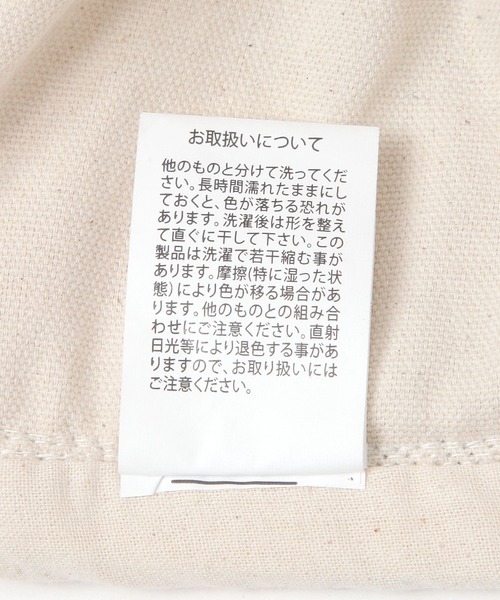 お取扱いについて
他のものと分けて洗ってくだ
さい。長時間濡れたままにし
ておくと、色が落ちる恐れが
あります。洗濯後は形を整え
て直ぐに干して下さい。この
製品は洗濯で若干縮む事が
あります。摩擦(特に湿った状
態)により色が移る場合があ
ります。他のものとの組み合
わせにご注意ください。直射
日光等により退色する事があ
りますので、お取り扱いには
ご注意ください。